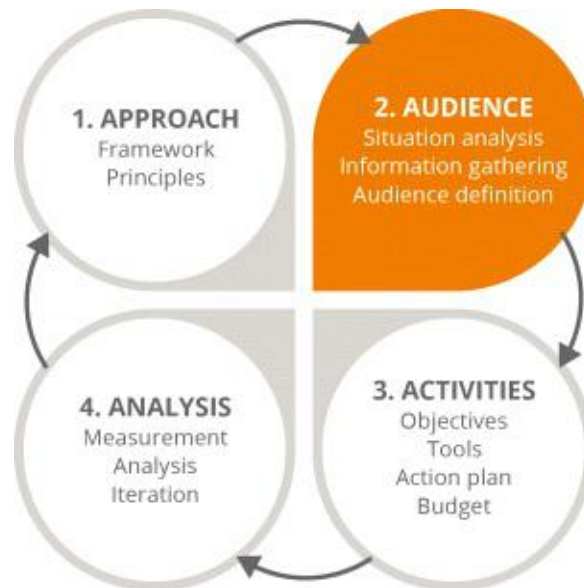 1. APPROACH
Framework
Principles
2. AUDIENCE
Situation analysis
Information gathering
Audience definition
3. ACTIVITIES
Objectives
Tools
Action plan
Budget
4. ANALYSIS
Measurement
Analysis
Iteration